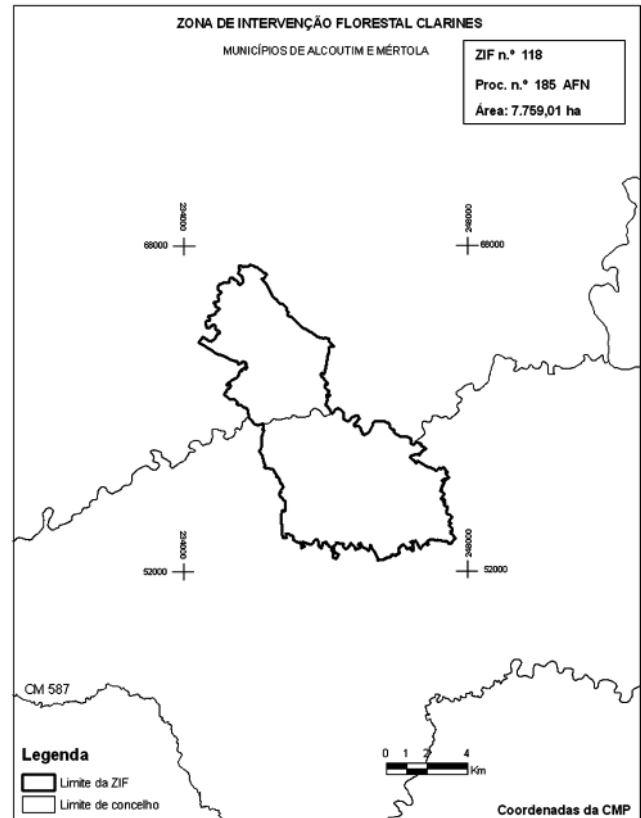 ZONA DE INTERVENÇÃO FLORESTAL CLARINES
MUNICÍPIOS DE ALCOUTIM E MÉRTOLA
ZIF n.º 118
Proc. n.º 185 AFN
Área: 7.759,01 ha
234000
248000
68000
68000
234000
248000
52000
52000
CM 587
Legenda
Limite da ZIF
Limite de concelho
0 1 2 4
Km
Coordenadas da CMP